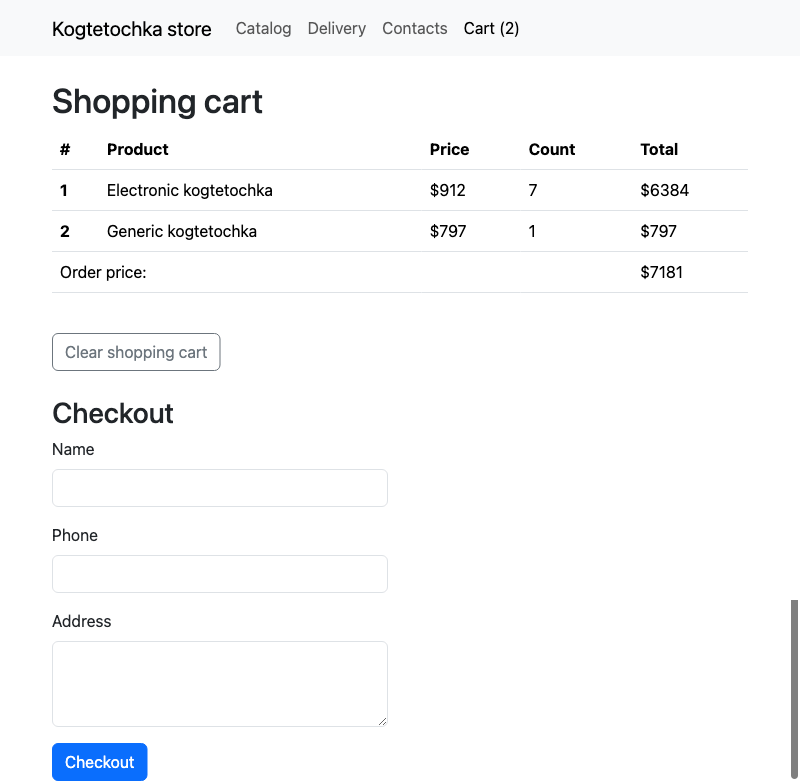 Kogtetochka store Catalog Delivery Contacts Cart (2)
Shopping cart
# Product Price Count Total
1 Electronic kogtetochka $912 7 $6384
2 Generic kogtetochka $797 1 $797
Order price: $7181
Clear shopping cart
Checkout
Name
Phone
Address
Checkout